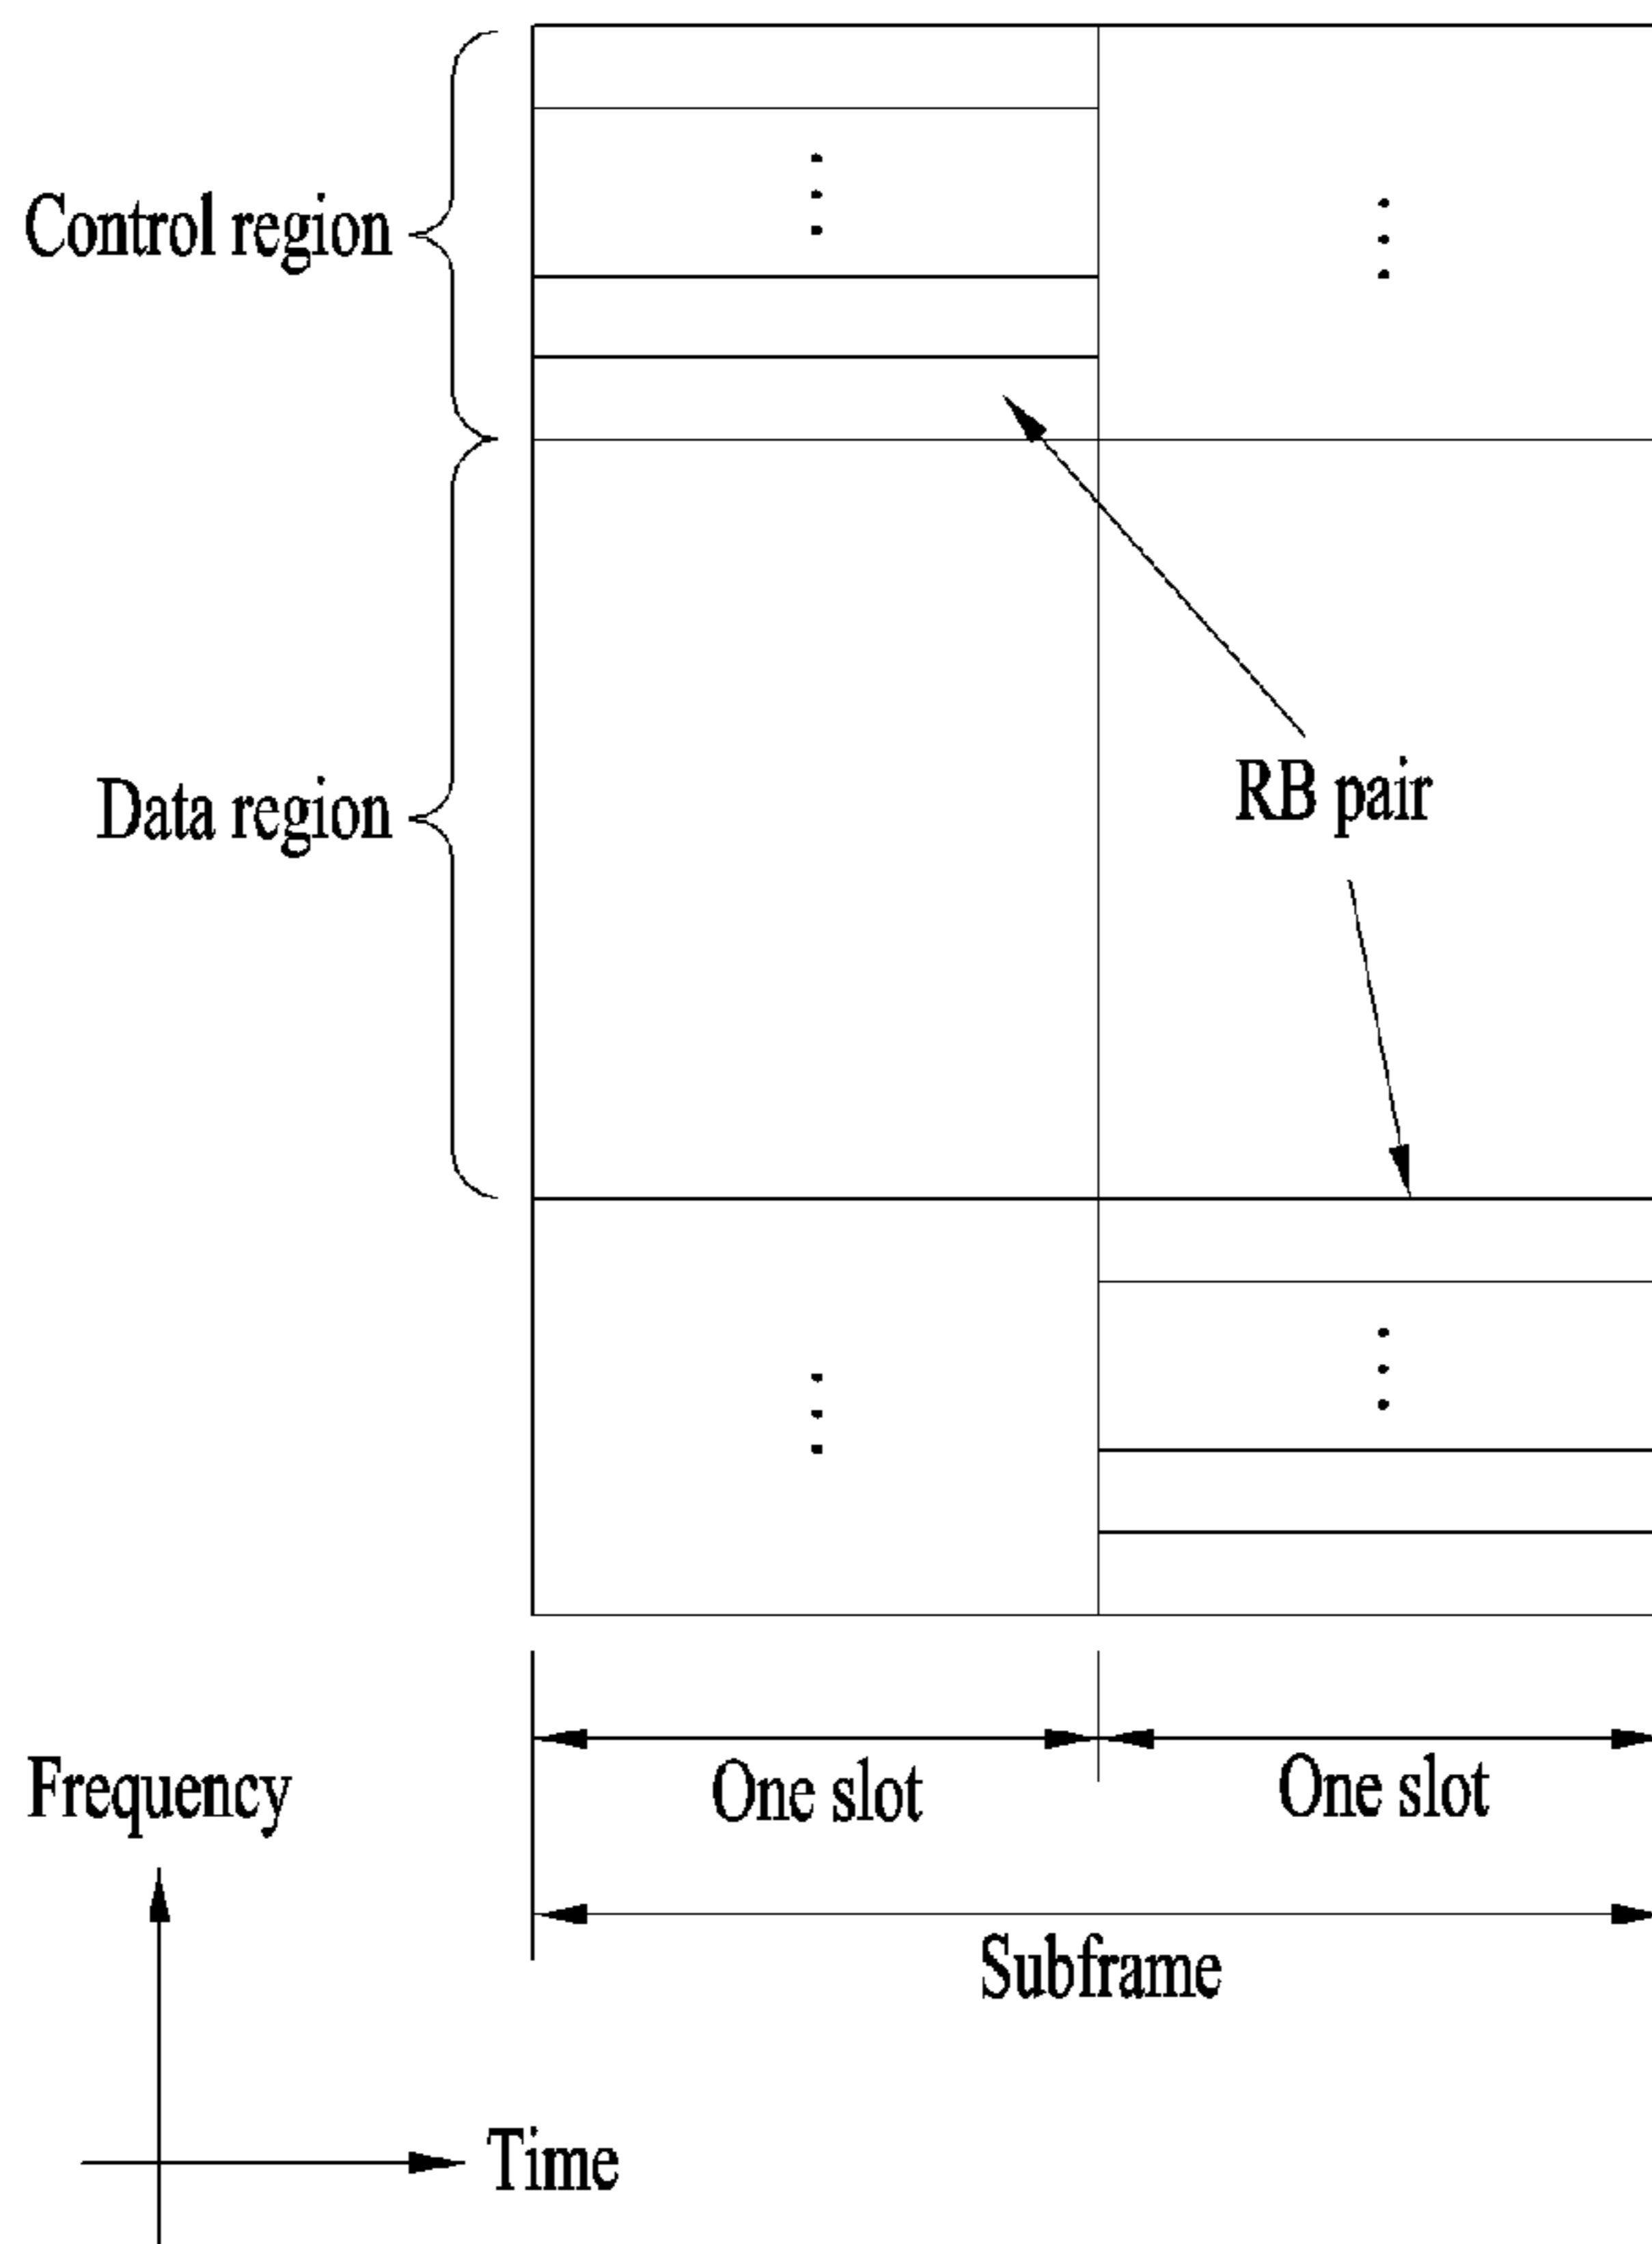 Control region
Data region
RB pair
One slot
One slot
Subframe
Frequency
Time